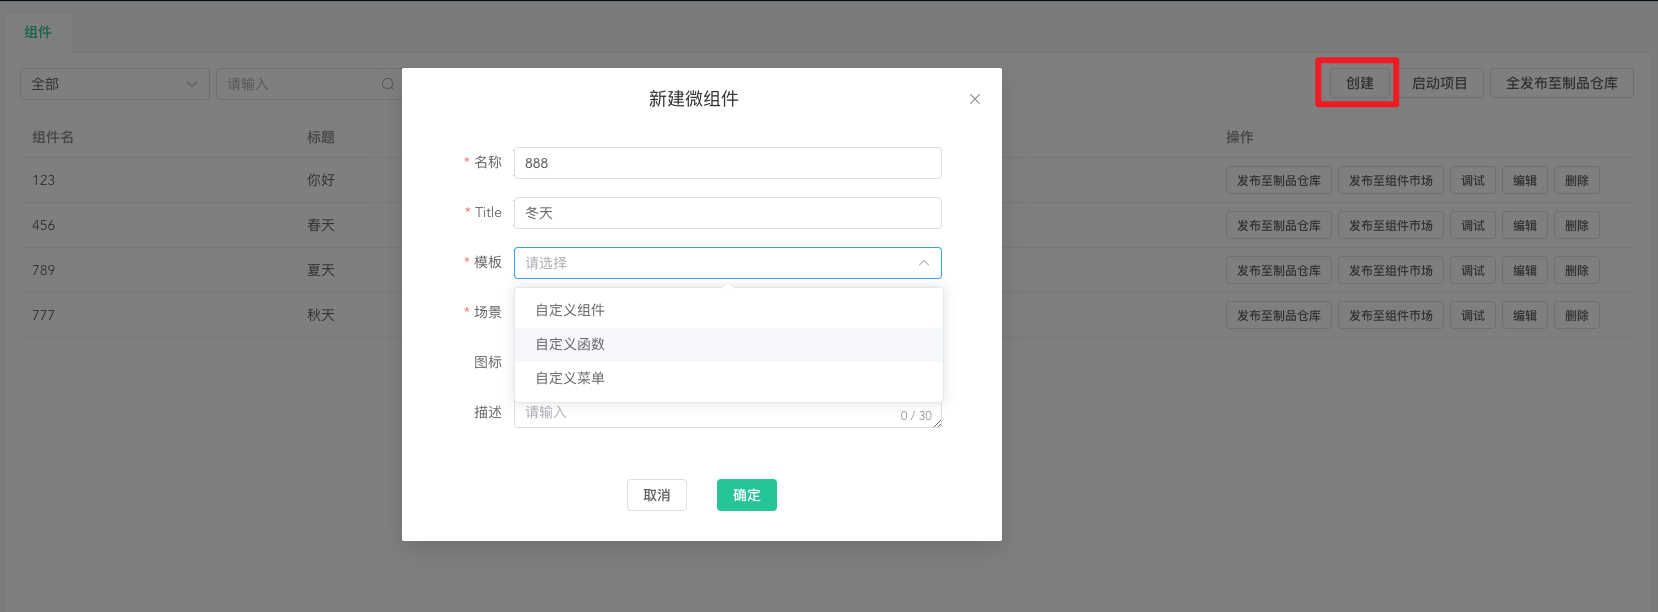 组件
全部 请输入 创建 启动项目 全发布至制品仓库
组件名 标题 操作
123 你好 发布至制品仓库 发布至组件市场 调试 编辑 删除
456 春天 发布至制品仓库 发布至组件市场 调试 编辑 删除
789 夏天 发布至制品仓库 发布至组件市场 调试 编辑 删除
777 秋天 发布至制品仓库 发布至组件市场 调试 编辑 删除
新建微组件
* 名称 888
* Title 冬天
* 模板 请选择
自定义组件
自定义函数
自定义菜单
* 场景
图标
描述 请输入 0 / 30
取消 确定